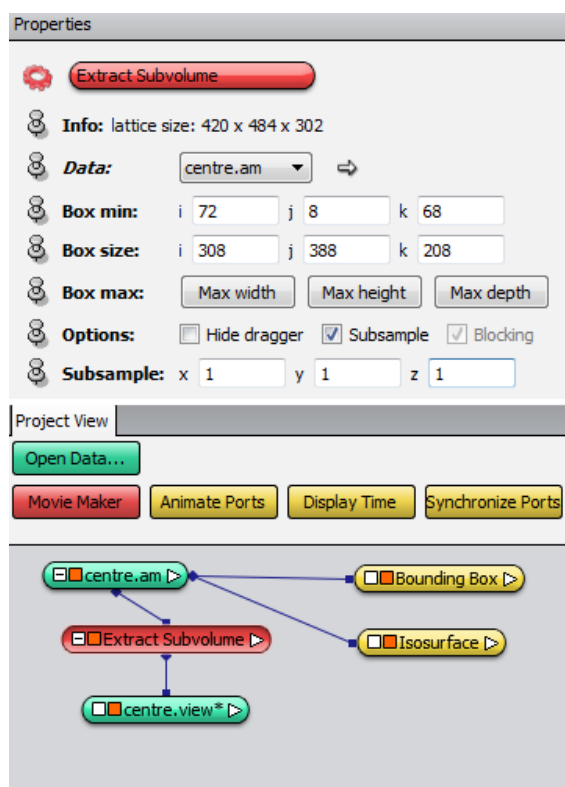 Properties
Extract Subvolume
Info: lattice size: 420 x 484 x 302
Data: centre.am
Box min: i 72 j 8 k 68
Box size: i 308 j 388 k 208
Box max: Max width Max height Max depth
Options: Hide dragger Subsample Blocking
Subsample: x 1 y 1 z 1
Project View
Open Data...
Movie Maker Animate Ports Display Time Synchronize Ports
centre.am Bounding Box
Extract Subvolume Isosurface
centre.view*